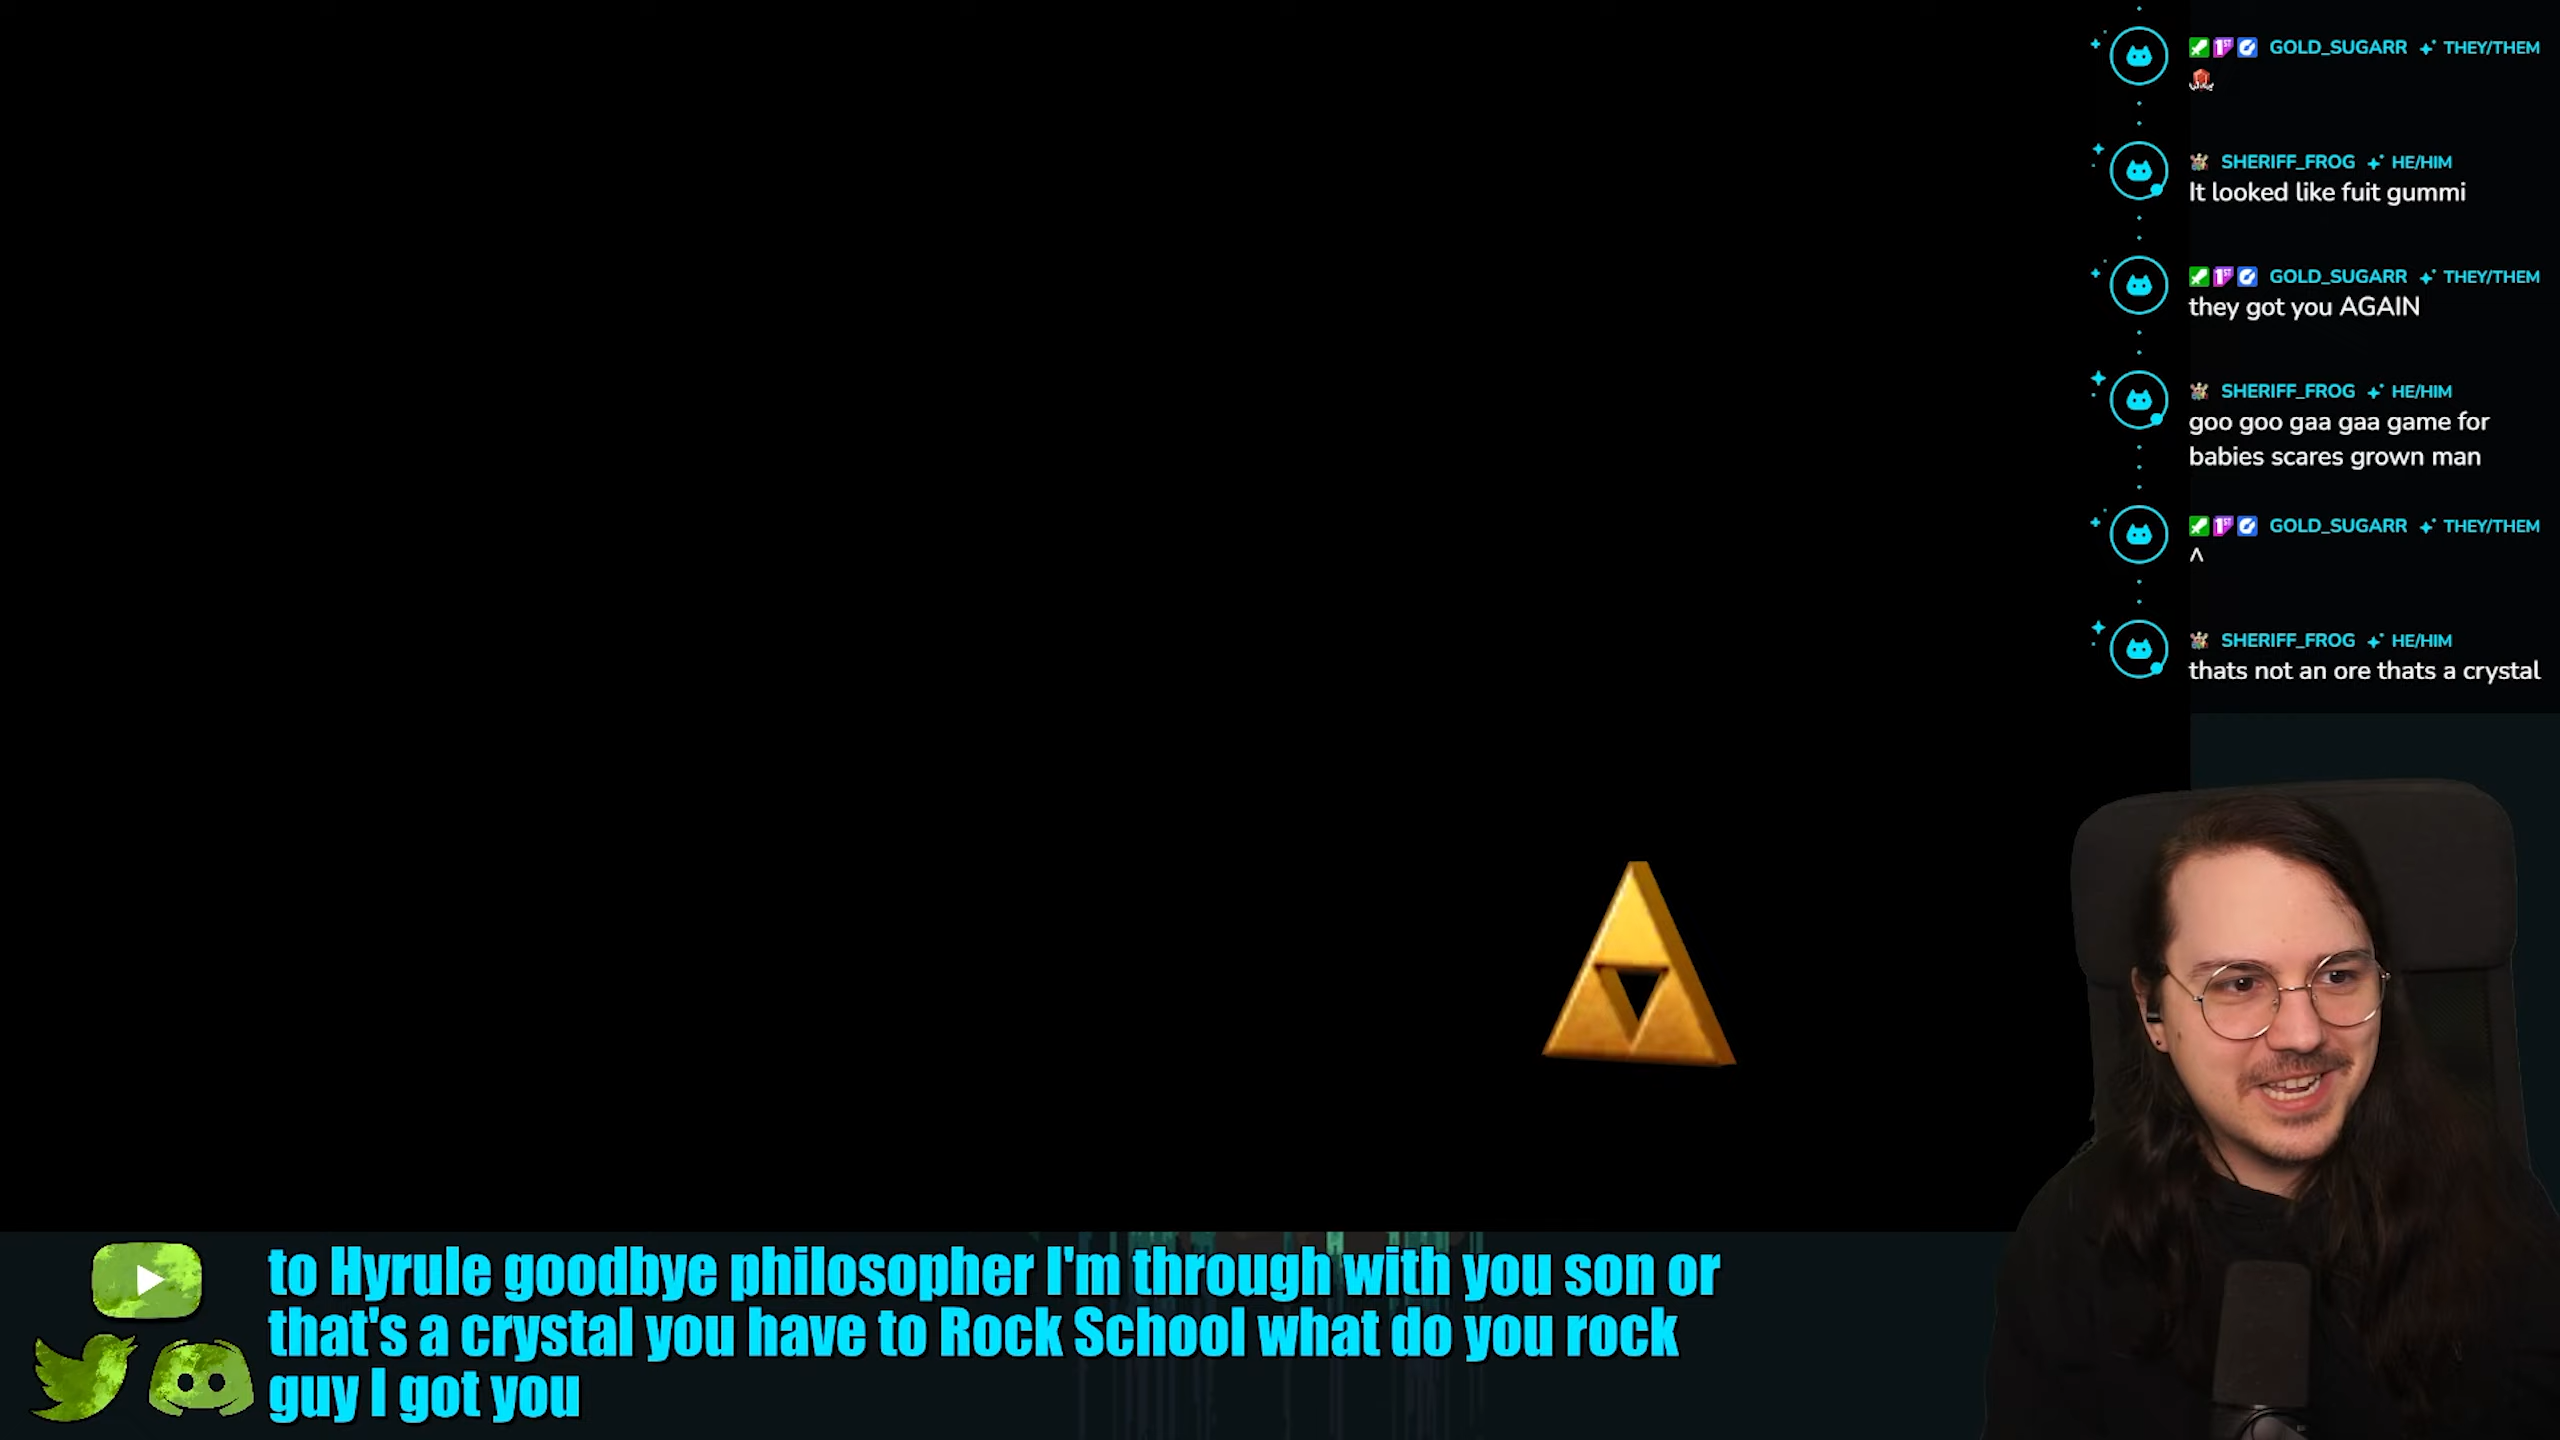 GOLD_SUGARR THEY/THEM
SHERIFF_FROG HE/HIM
It looked like fuit gummi
GOLD_SUGARR THEY/THEM
they got you AGAIN
SHERIFF_FROG HE/HIM
goo goo gaa gaa game for
babies scares grown man
GOLD_SUGARR THEY/THEM
^
SHERIFF_FROG HE/HIM
thats not an ore thats a crystal
to Hyrule goodbye philosopher I'm through with you son or
that's a crystal you have to Rock School what do you rock
guy I got you